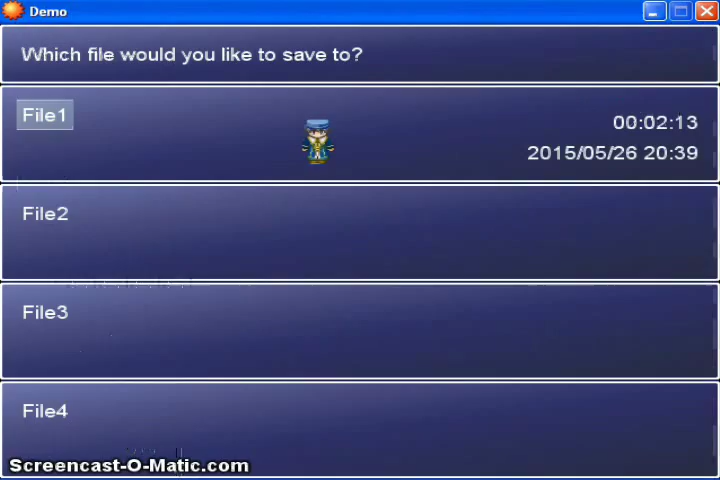 Demo
Which file would you like to save to?
File1
00:02:13
2015/05/26 20:39
File2
File3
File4
Screencast-O-Matic.com